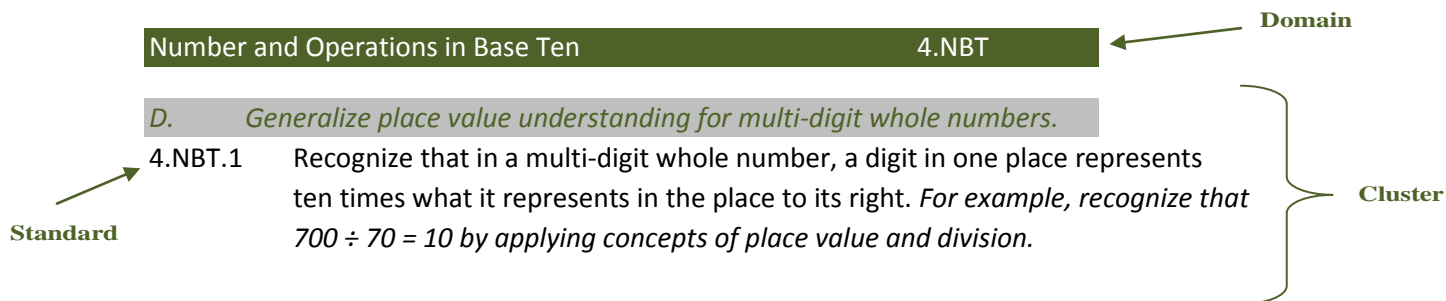 Domain
Number and Operations in Base Ten 4.NBT
D. Generalize place value understanding for multi-digit whole numbers.
4.NBT.1 Recognize that in a multi-digit whole number, a digit in one place represents
ten times what it represents in the place to its right. For example, recognize that
700 ÷ 70 = 10 by applying concepts of place value and division.
Cluster
Standard